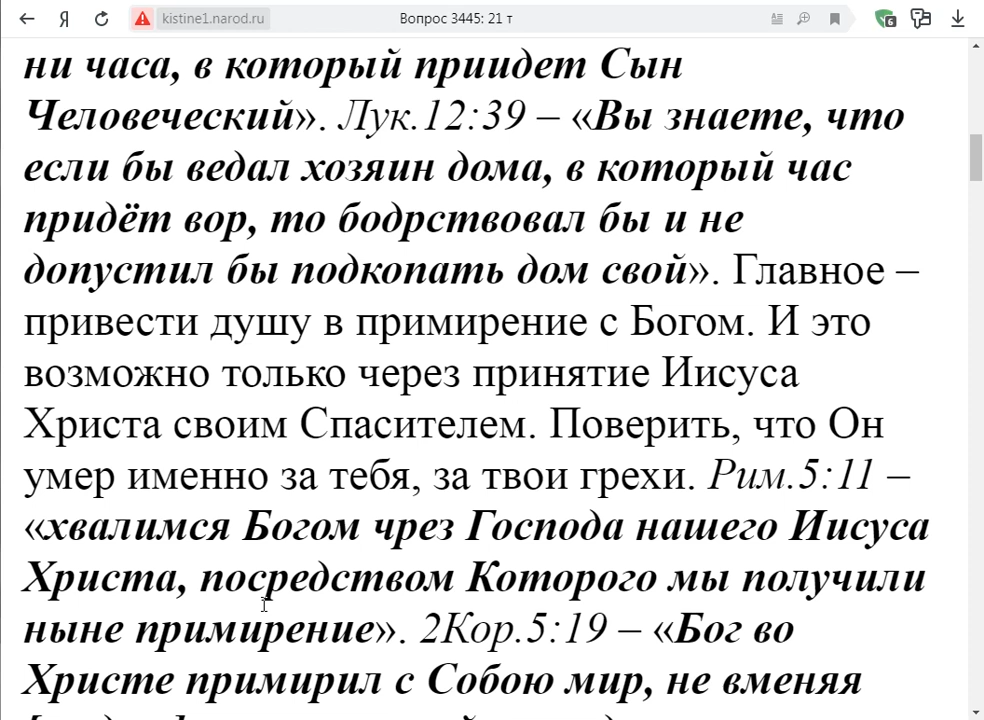 kistine1.narod.ru
Вопрос 3445: 21 т
6
ни часа, в который приидет Сын
Человеческий». Лук.12:39 – «Вы знаете, что
если бы ведал хозяин дома, в который час
придёт вор, то бодрствовал бы и не
допустил бы подкопать дом свой». Главное –
привести душу в примирение с Богом. И это
возможно только через принятие Иисуса
Христа своим Спасителем. Поверить, что Он
умер именно за тебя, за твои грехи. Рим.5:11 –
«хвалимся Богом чрез Господа нашего Иисуса
Христа, посредством Которого мы получили
ныне примирение». 2Кор.5:19 – «Бог во
Христе примирил с Собою мир, не вменяя